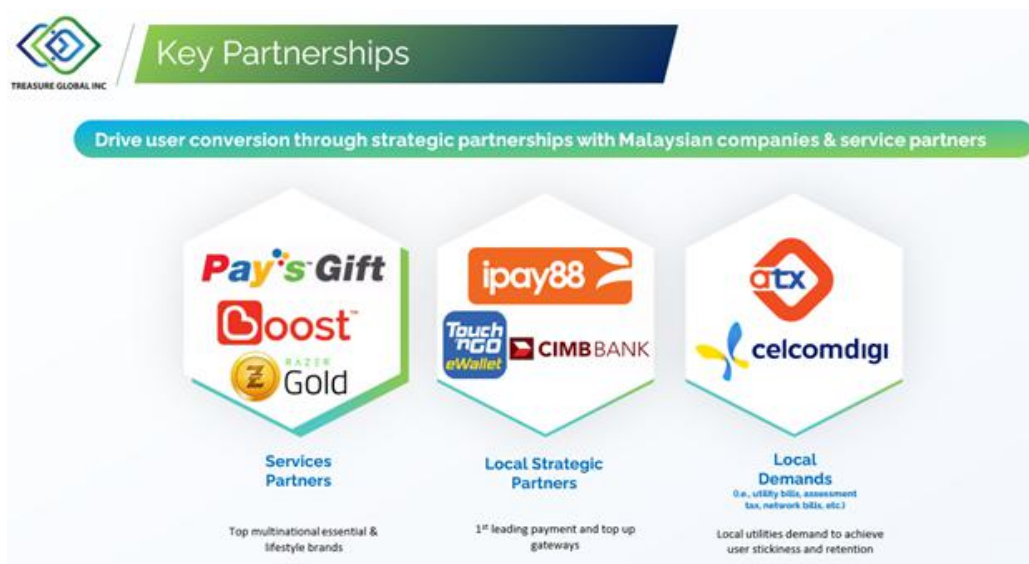 TREASURE GLOBAL INC
Key Partnerships
Drive user conversion through strategic partnerships with Malaysian companies & service partners
Pay's Gift
Boost™
RAZER
Gold
ipay88
Touch
'nGO
eWallet
CIMB BANK
atx
celcomdigi
Services
Partners
Top multinational essential &
lifestyle brands
Local Strategic
Partners
1st leading payment and top up
gateways
Local
Demands
(i.e., utility bills, assessment
tax, network bills, etc.)
Local utilities demand to achieve
user stickiness and retention